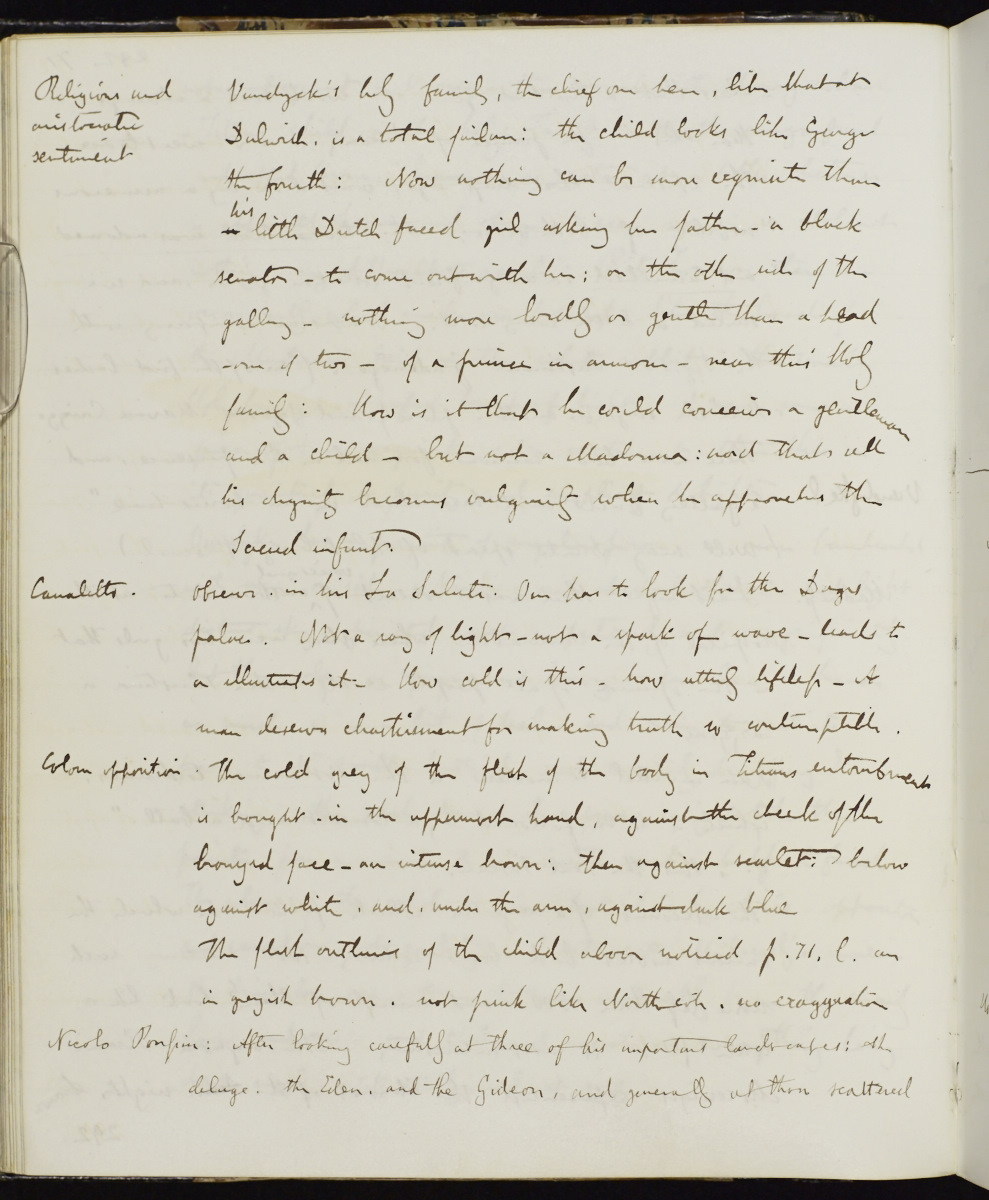 Religious and
aristocratic
sentiment
Vandyck's holy family, the chief one here, like that at
Dulwich. is a total failure: the child looks like George
the fourth: Now nothing can be more exquisite than
his
a little Dutch faced girl asking her father - a black
senator - to come out with her; on the other side of the
gallery - nothing more lordly or gentle than a head
- one of two - of a prince in armour - near this Holy
family: How is it that he could conceive a gentleman
and a child - but not a Madonna: and that all
his dignity becomes vulgarity when he approaches the
Sacred infant.
Canaletto.
observe. in his La Salute. One has to look for the Doges
palace. Not a ray of light - not a spark of wave - leads to
or illustrates it - How cold is this - how utterly lifeless - A
man deserves chastisement for making truth so contemptible.
Colour opposition. The cold grey of the flesh of the body in Titians entombment
is brought. in the uppermost hand, against the cheek of the
bronzed face - an intense brown: then against scarlet: below
against white. and. under the arm, against dark blue
The flesh outlines of the child above noticed p. 71. l. are
in greyish brown. not pink like Northcote. no exaggeration
Nicolo Poussin: After looking carefully at three of his important landscapes: the
deluge. the Eden. and the Gideon, and generally at those scattered